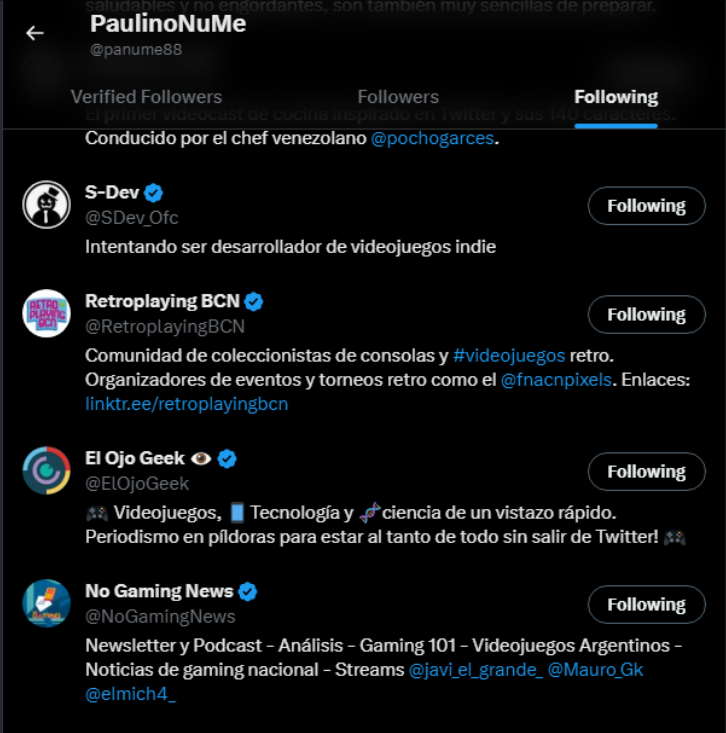 saludables y no engordantes, son también muy sencillas de preparar.
PaulinoNuMe
@panume88
Verified Followers
Followers
Following
El primer videocast de cocina inspirado en Twitter y sus 140 caracteres.
Conducido por el chef venezolano @pochogarces.
S-Dev
@SDev_Ofc
Following
Intentando ser desarrollador de videojuegos indie
RETRO
PLAYING
BCN
Retroplaying BCN
@RetroplayingBCN
Following
Comunidad de coleccionistas de consolas y #videojuegos retro.
Organizadores de eventos y torneos retro como el @fnacnpixels. Enlaces:
linktr.ee/retroplayingbcn
El Ojo Geek 👁️
@ElOjoGeek
Following
🎮 Videojuegos, 📱 Tecnología y 🧬ciencia de un vistazo rápido.
Periodismo en píldoras para estar al tanto de todo sin salir de Twitter! 🎮
No Gaming News
@NoGamingNews
Following
Newsletter y Podcast - Análisis - Gaming 101 - Videojuegos Argentinos -
Noticias de gaming nacional - Streams @javi_el_grande_ @Mauro_Gk
@elmich4_